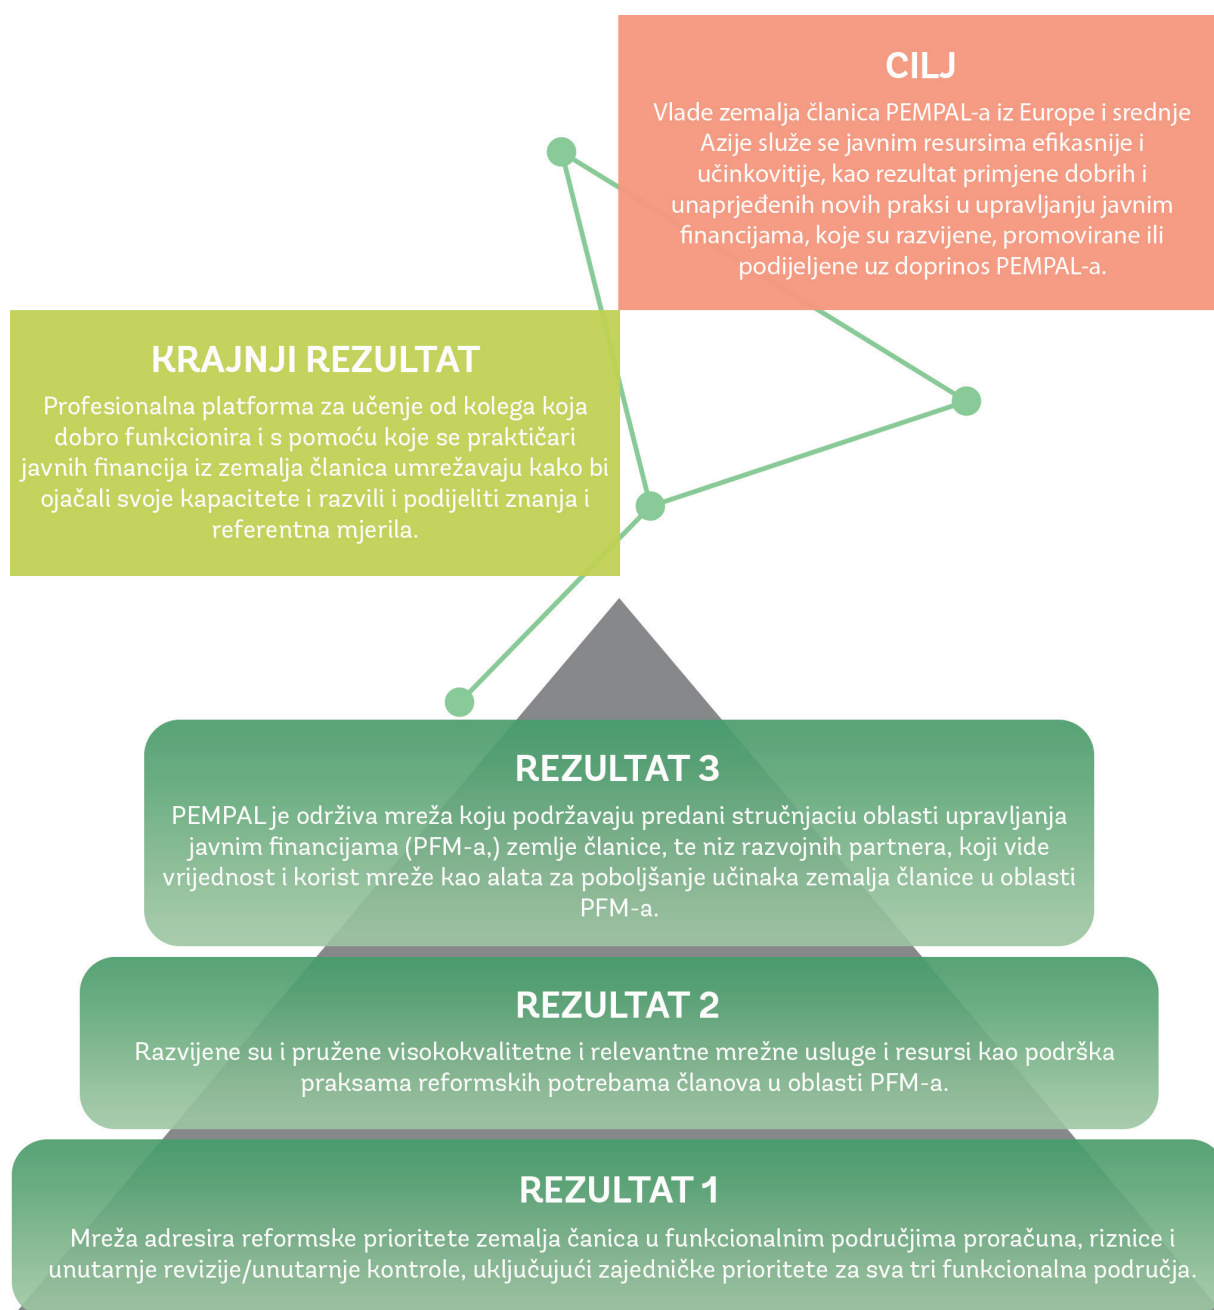 CILJ
Vlade zemalja članica PEMPAL-a iz Europe i srednje
Azije služe se javnim resursima efikasnije i
učinkovitije, kao rezultat primjene dobrih i
unaprjeđenih novih praksi u upravljanju javnim
financijama, koje su razvijene, promovirane ili
podijeljene uz doprinos PEMPAL-a.
KRAJNJI REZULTAT
Profesionalna platforma za učenje od kolega koja
dobro funkcionira i s pomoću koje se praktičari
javnih financija iz zemalja članica umrežavaju kako bi
ojačali svoje kapacitete i razvili i podijeliti znanja i
referentna mjerila.
REZULTAT 3
PEMPAL je održiva mreža koju podržavaju predani stručnjaciu oblasti upravljanja
javnim financijama (PFM-a,) zemlje članice, te niz razvojnih partnera, koji vide
vrijednost i korist mreže kao alata za poboljšanje učinaka zemalja članice u oblasti
PFM-a.
REZULTAT 2
Razvijene su i pružene visokokvalitetne i relevantne mrežne usluge i resursi kao podrška
praksama reformskih potrebama članova u oblasti PFM-a.
REZULTAT 1
Mreža adresira reformske prioritete zemalja čanica u funkcionalnim područjima proračuna, riznice i
unutarnje revizije/unutarnje kontrole, uključujući zajedničke prioritete za sva tri funkcionalna područja.